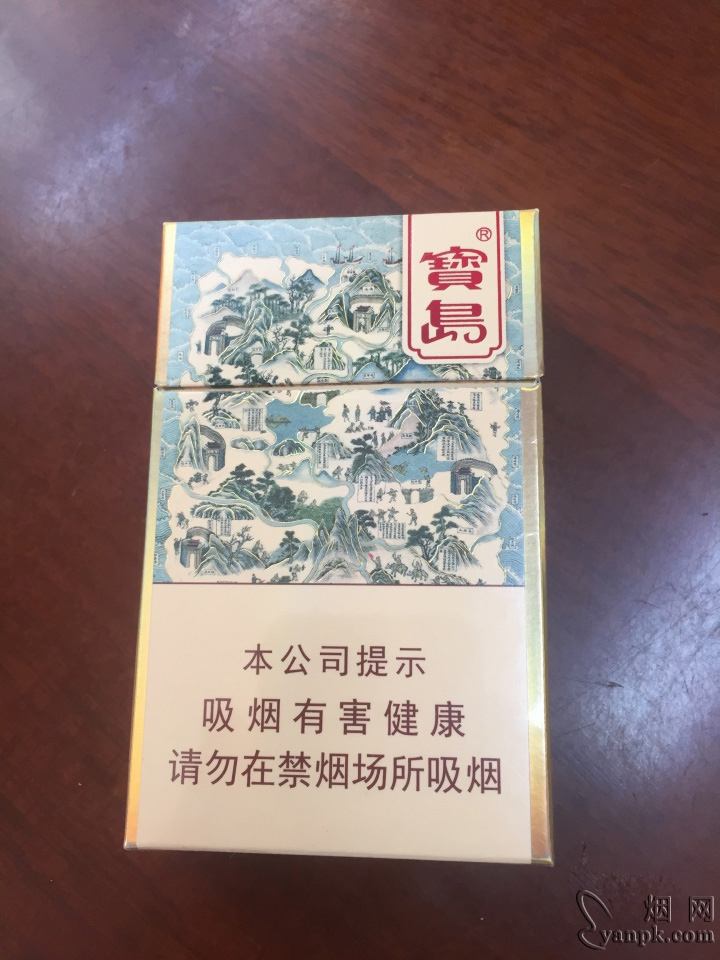 ®
寶島
本公司提示
吸烟有害健康
请勿在禁烟场所吸烟
烟网
yanpk.com